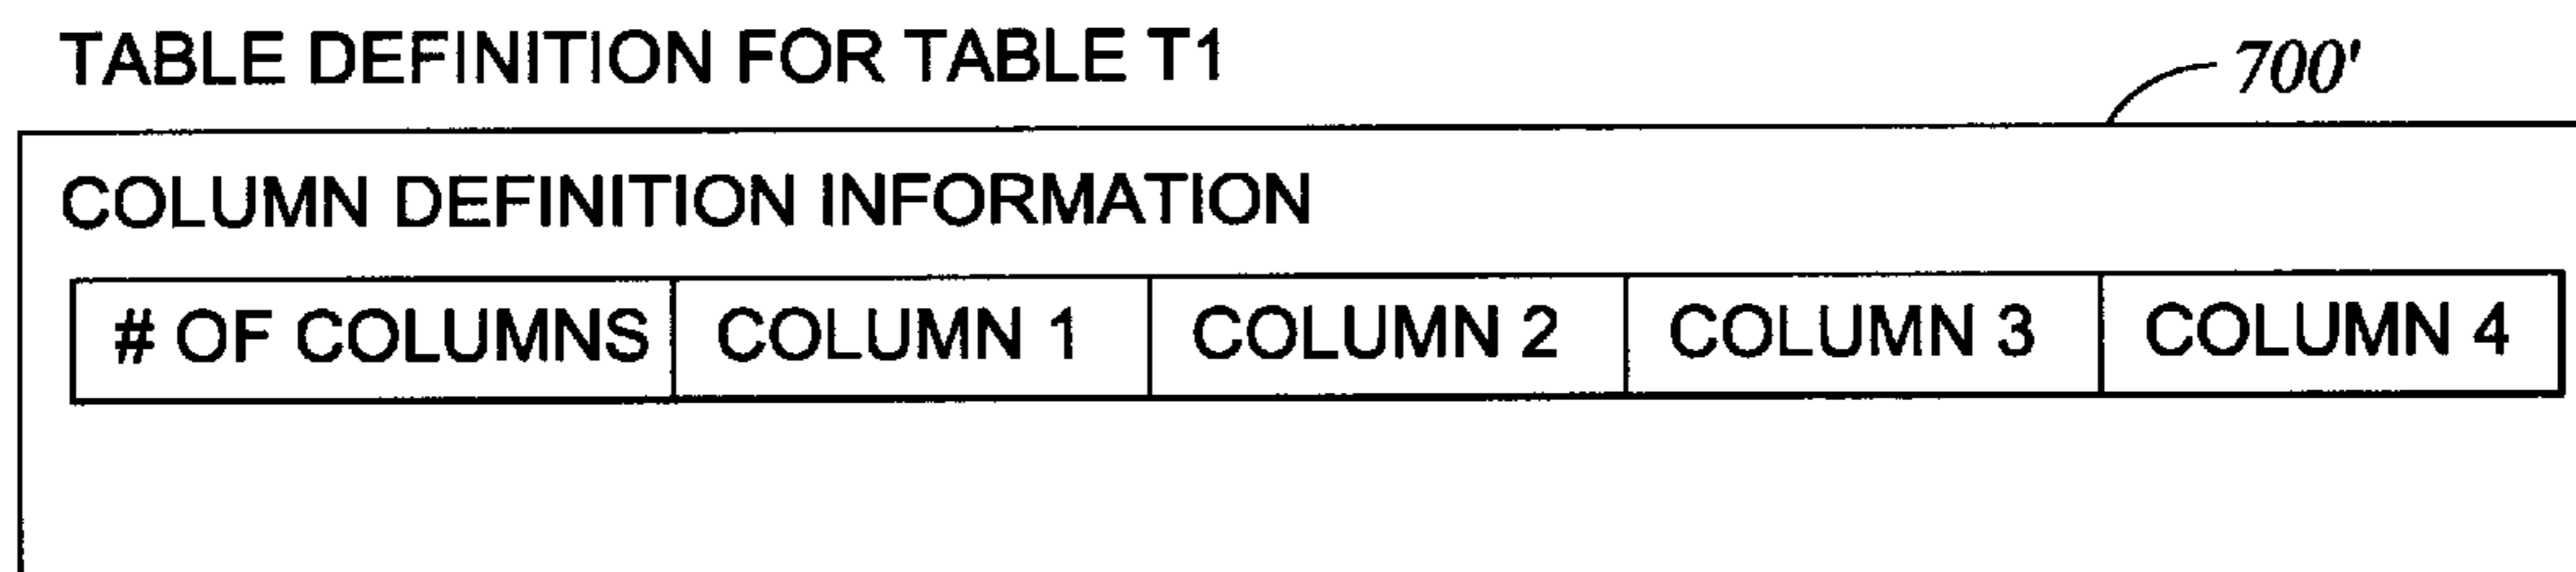 TABLE DEFINITION FOR TABLE T1
700'
COLUMN DEFINITION INFORMATION
# OF COLUMNS COLUMN 1 COLUMN 2 COLUMN 3 COLUMN 4